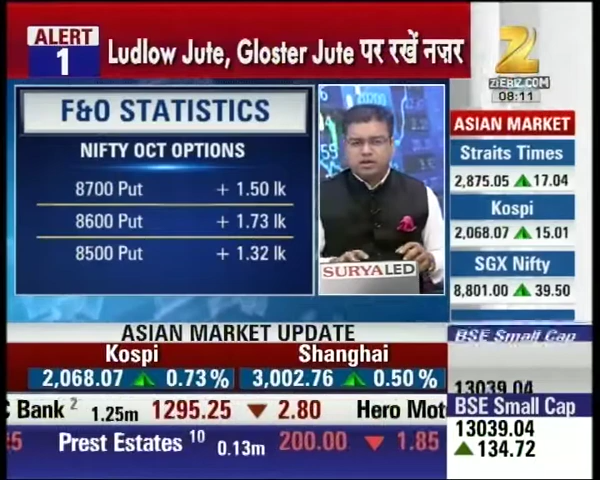 ALERT
1
Ludlow Jute, Gloster Jute पर रखें नज़र
Z
ZEEBIZ.COM
08:11
F&O STATISTICS
NIFTY OCT OPTIONS
8700 Put + 1.50 lk
8600 Put + 1.73 lk
8500 Put + 1.32 lk
SURYA LED
ASIAN MARKET
Straits Times
2,875.05 ▲ 17.04
Kospi
2,068.07 ▲ 15.01
SGX Nifty
8,801.00 ▲ 39.50
ASIAN MARKET UPDATE
Kospi
2,068.07 ▲ 0.73%
Shanghai
3,002.76 ▲ 0.50%
BSE Small Cap
13039.04
C Bank 2 1.25m 1295.25 ▼ 2.80 Hero Mot
BSE Small Cap
13039.04
▲ 134.72
5 Prest Estates 10 0.13m 200.00 ▼ 1.85